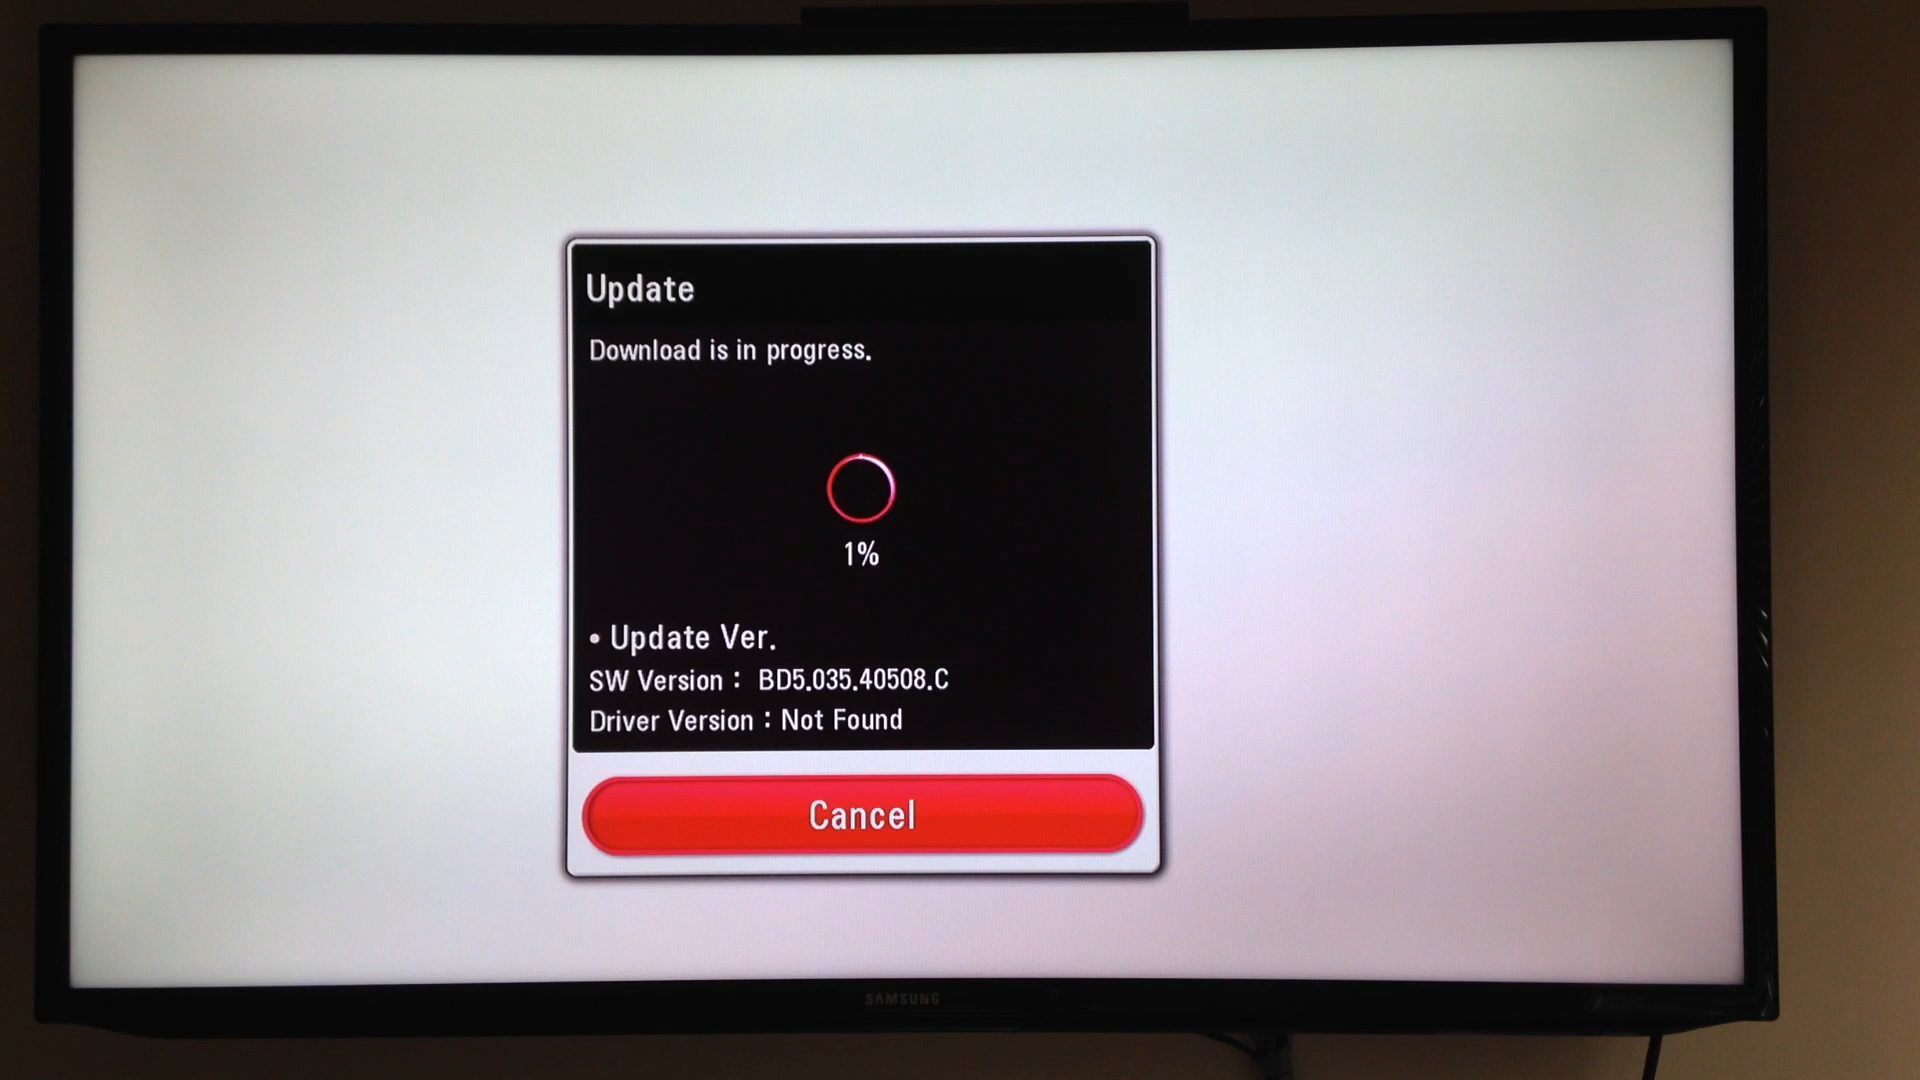 Update
Download is in progress.
1%
• Update Ver.
SW Version : BD5.035.40508.C
Driver Version : Not Found
Cancel
SAMSUNG